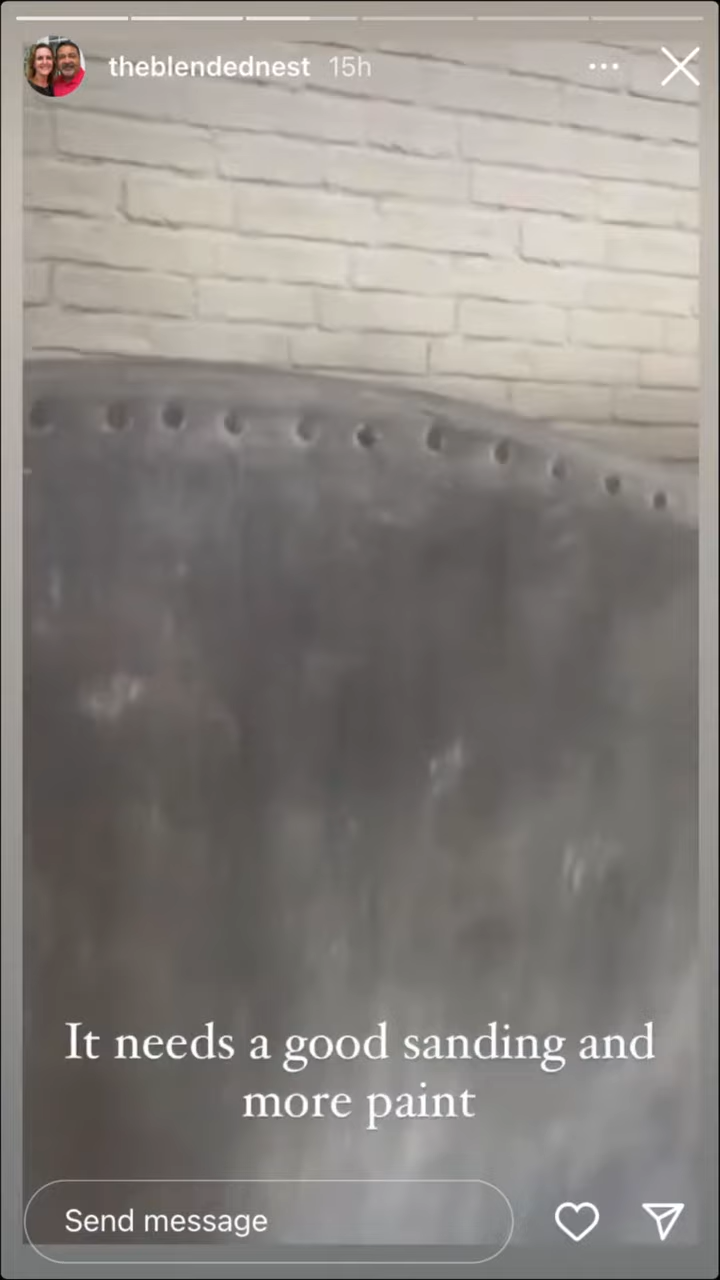 theblendednest 15h
It needs a good sanding and
more paint
Send message